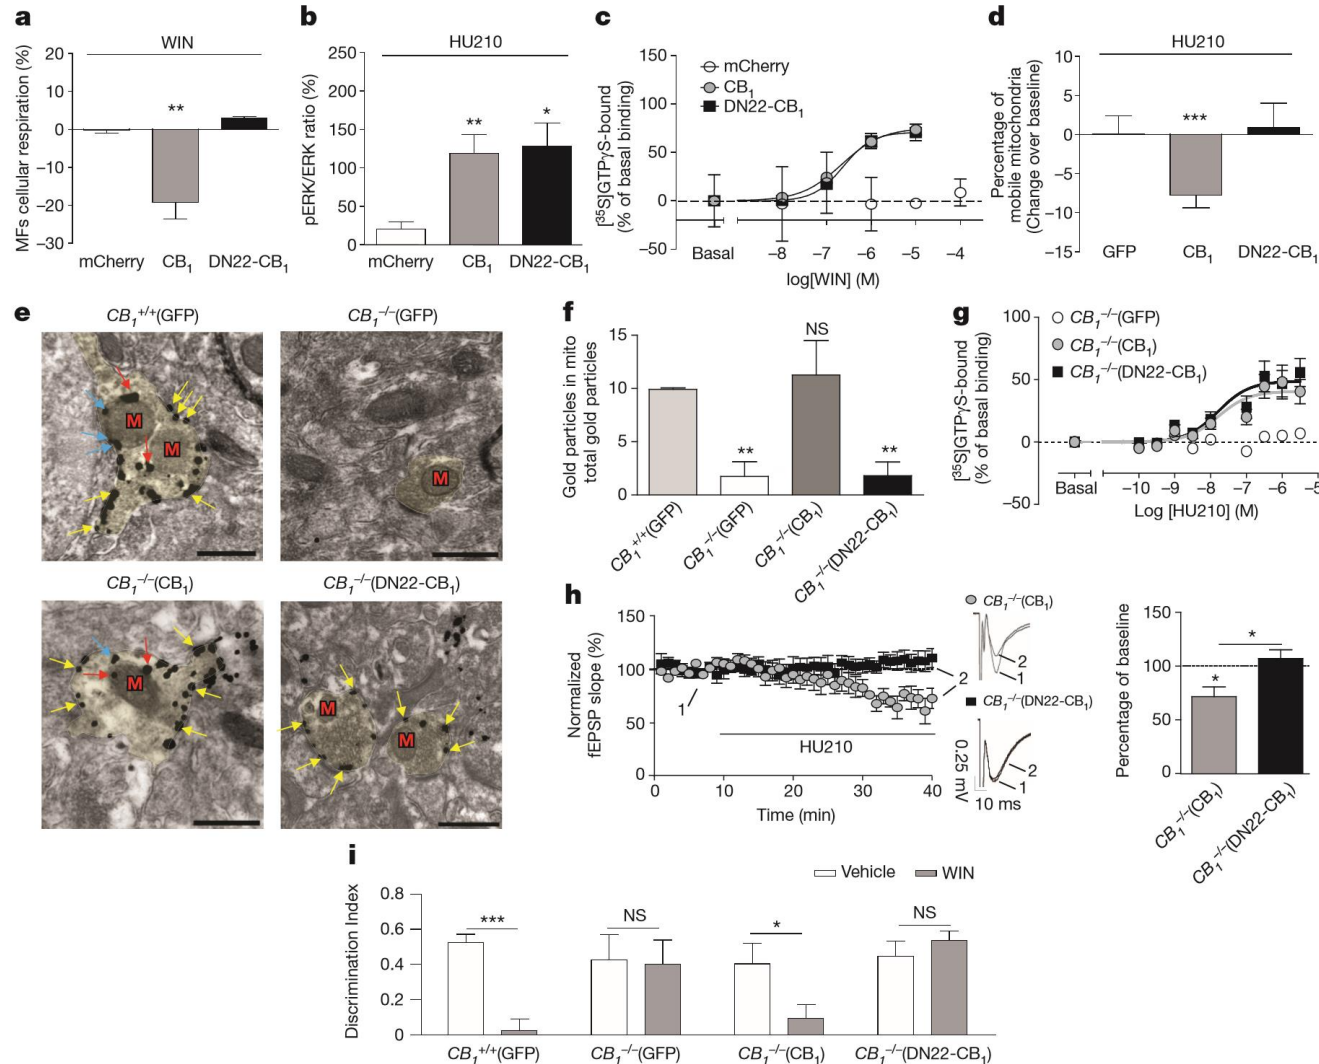 a
MFs cellular respiration (%)
WIN
20
10
0
−10
−20
−30
**
mCherry CB1 DN22-CB1
b
pERK/ERK ratio (%)
HU210
250
200
150
100
50
0
** *
mCherry CB1 DN22-CB1
c
[35S]GTPγS-bound
(% of basal binding)
150
100
50
0
−50
mCherry
CB1
DN22-CB1
Basal −8 −7 −6 −5 −4
log[WIN] (M)
d
Percentage of
mobile mitochondria
(Change over baseline)
HU210
10
5
0
−5
−10
−15
***
GFP CB1 DN22-CB1
e
CB1+/+(GFP) CB1−/−(GFP)
M
M
M
CB1−/−(CB1) CB1−/−(DN22-CB1)
M
M
M
f
Gold particles in mito
total gold particles
15
10
5
0
** NS **
CB1+/+(GFP)
CB1−/−(GFP)
CB1−/−(CB1)
CB1−/−(DN22-CB1)
g
[35S]GTPγS-bound
(% of basal binding)
100
50
0
−50
CB1−/−(GFP)
CB1−/−(CB1)
CB1−/−(DN22-CB1)
Basal −10 −9 −8 −7 −6 −5
Log [HU210] (M)
h
Normalized
fEPSP slope (%)
150
100
50
0
1
2
HU210
0 10 20 30 40
Time (min)
CB1−/−(CB1)
2
1
CB1−/−(DN22-CB1)
2
1
0.25 mV
10 ms
Percentage of baseline
150
100
50
0
*
*
CB1−/−(CB1)
CB1−/−(DN22-CB1)
i
Discrimination Index
Vehicle WIN
0.8
0.6
0.4
0.2
0
*** NS * NS
CB1+/+(GFP) CB1−/−(GFP) CB1−/−(CB1) CB1−/−(DN22-CB1)